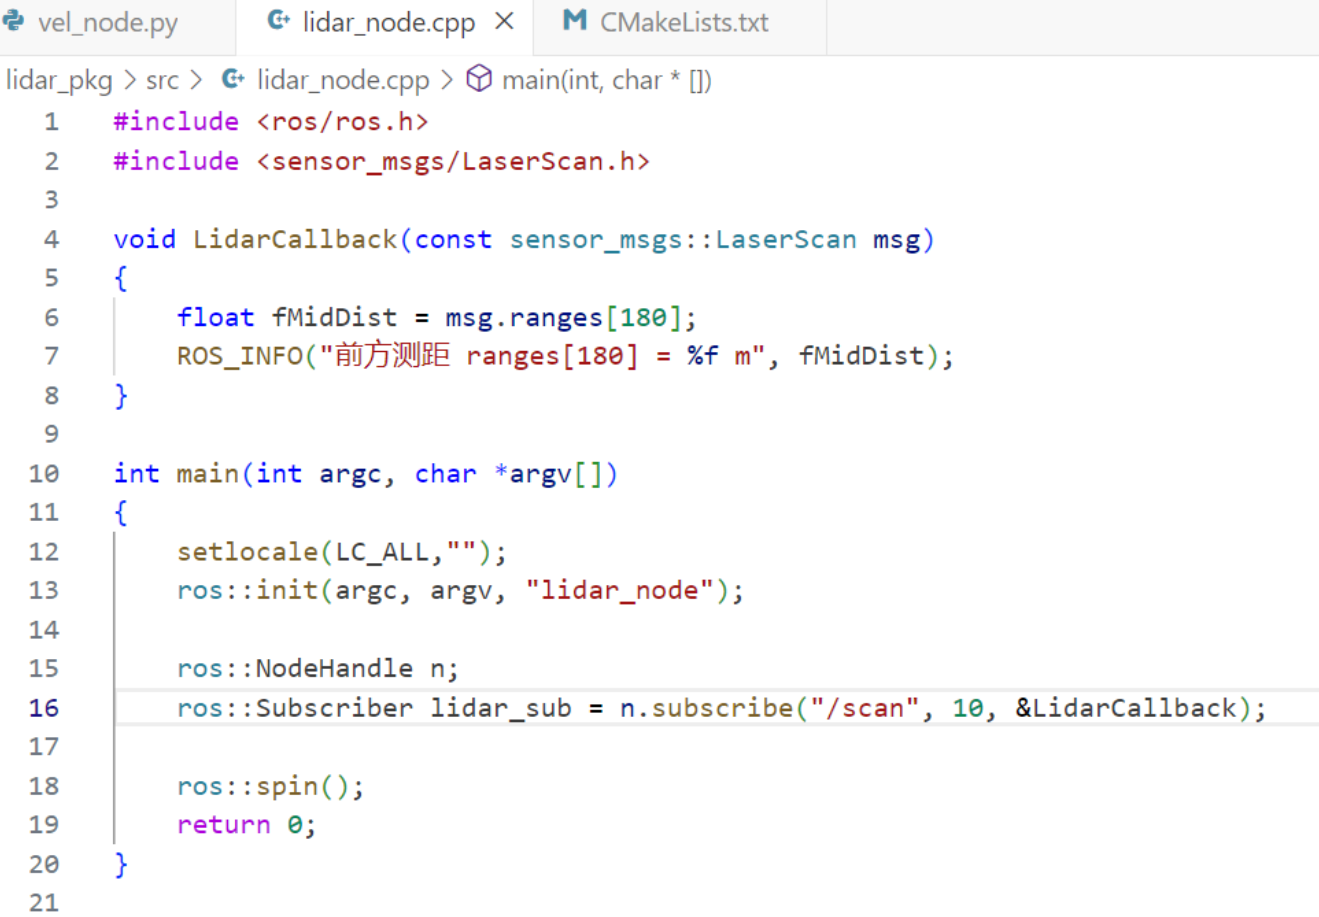 vel_node.py lidar_node.cpp × CMakeLists.txt
lidar_pkg > src > lidar_node.cpp > main(int, char * [])
1 #include <ros/ros.h>
2 #include <sensor_msgs/LaserScan.h>
3
4 void LidarCallback(const sensor_msgs::LaserScan msg)
5 {
6     float fMidDist = msg.ranges[180];
7     ROS_INFO("前方测距 ranges[180] = %f m", fMidDist);
8 }
9
10 int main(int argc, char *argv[])
11 {
12     setlocale(LC_ALL,"");
13     ros::init(argc, argv, "lidar_node");
14
15     ros::NodeHandle n;
16     ros::Subscriber lidar_sub = n.subscribe("/scan", 10, &LidarCallback);
17
18     ros::spin();
19     return 0;
20 }
21